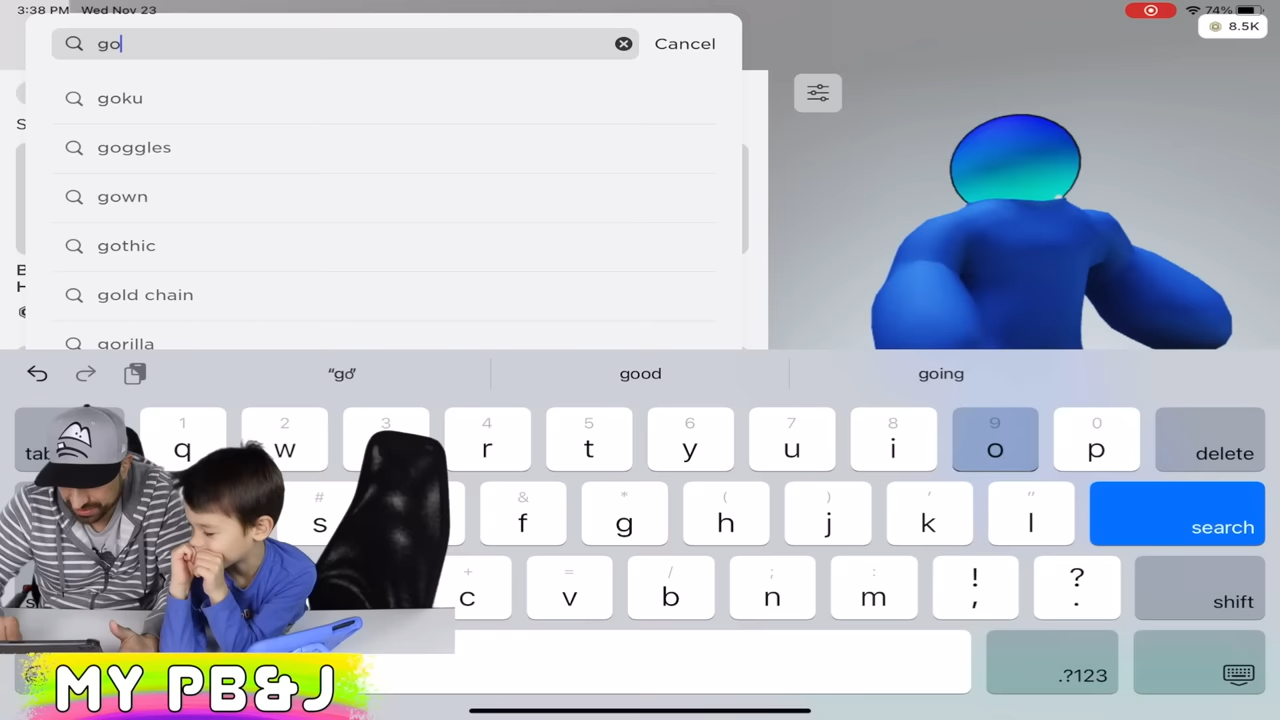 3:38 PM Wed Nov 23
74%
8.5K
go
Cancel
goku
goggles
gown
gothic
gold chain
gorilla
S
B
H
"go"
good
going
tab
1 2 3 4 5 6 7 8 9 0
q w r t y u i o p
delete
# & * ( ) ' "
s f g h j k l
search
+ = / ; : ! ?
c v b n m , .
shift
.?123
MY PB&J